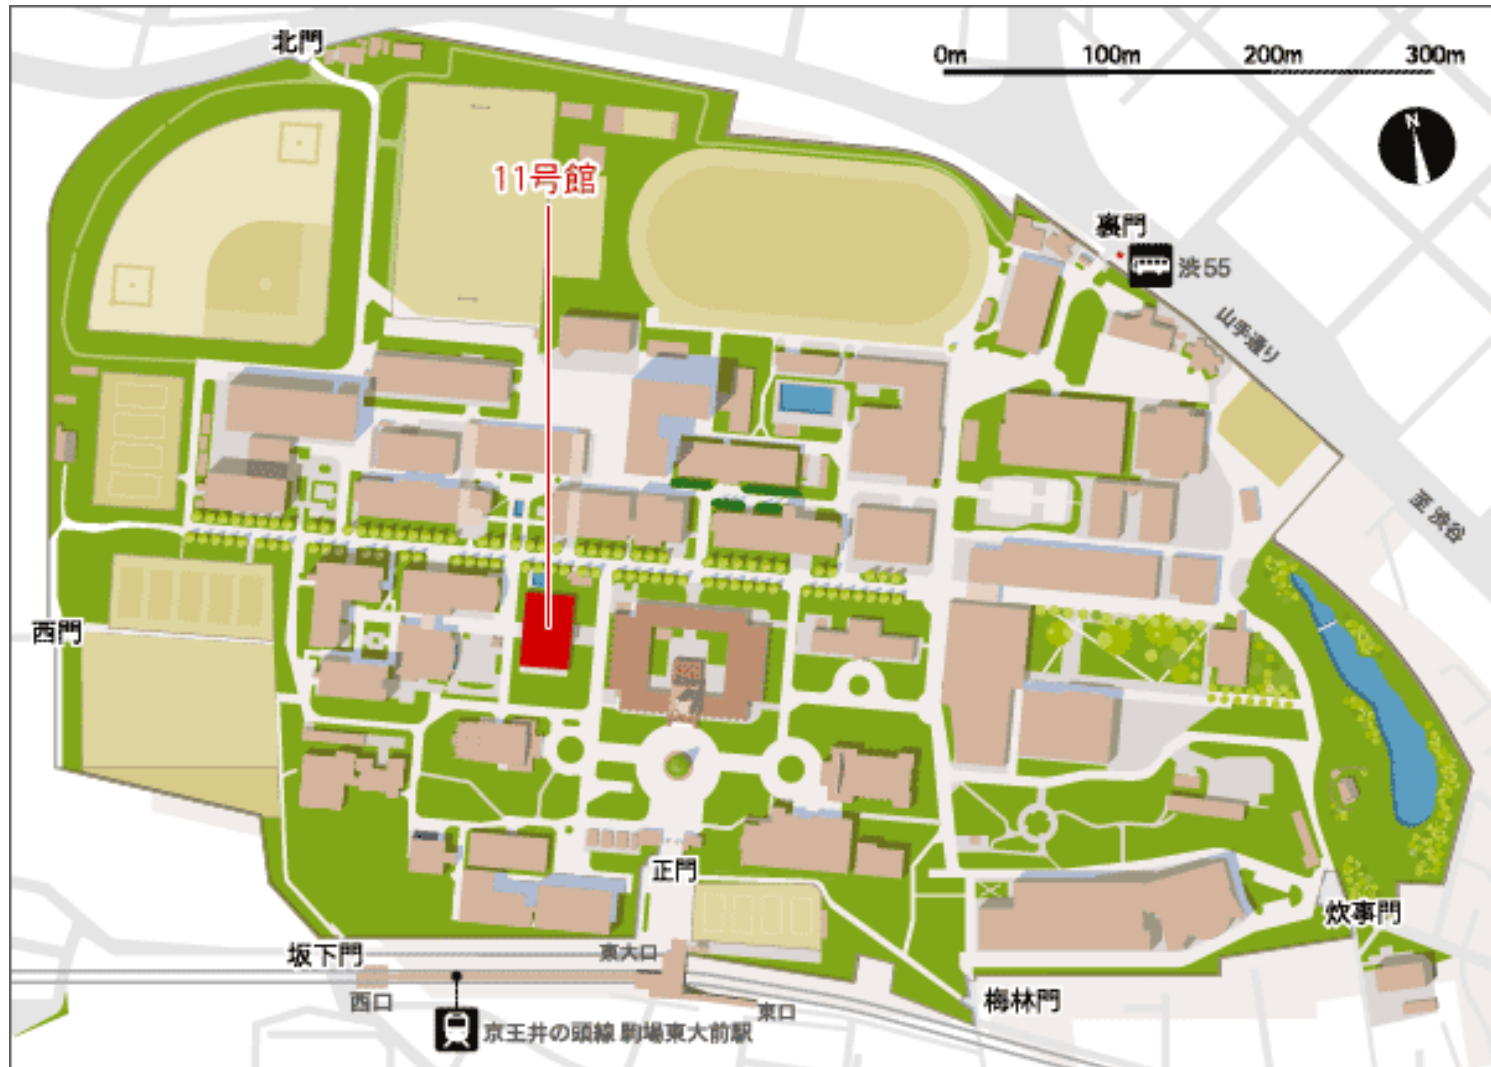 北門
0m 100m 200m 300m
N
11号館
裏門
渋55
山手通り
至 渋谷
西門
正門
炊事門
坂下門
東大口
西口
梅林門
東口
京王井の頭線 駒場東大前駅